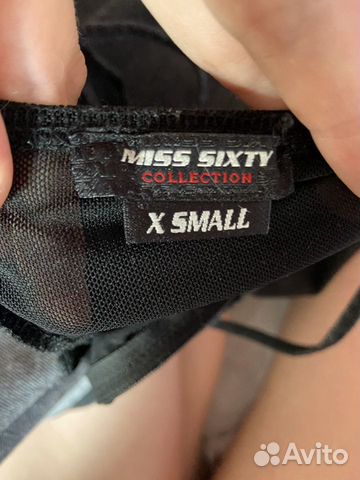 MISS SIXTY
COLLECTION
X SMALL
Avito